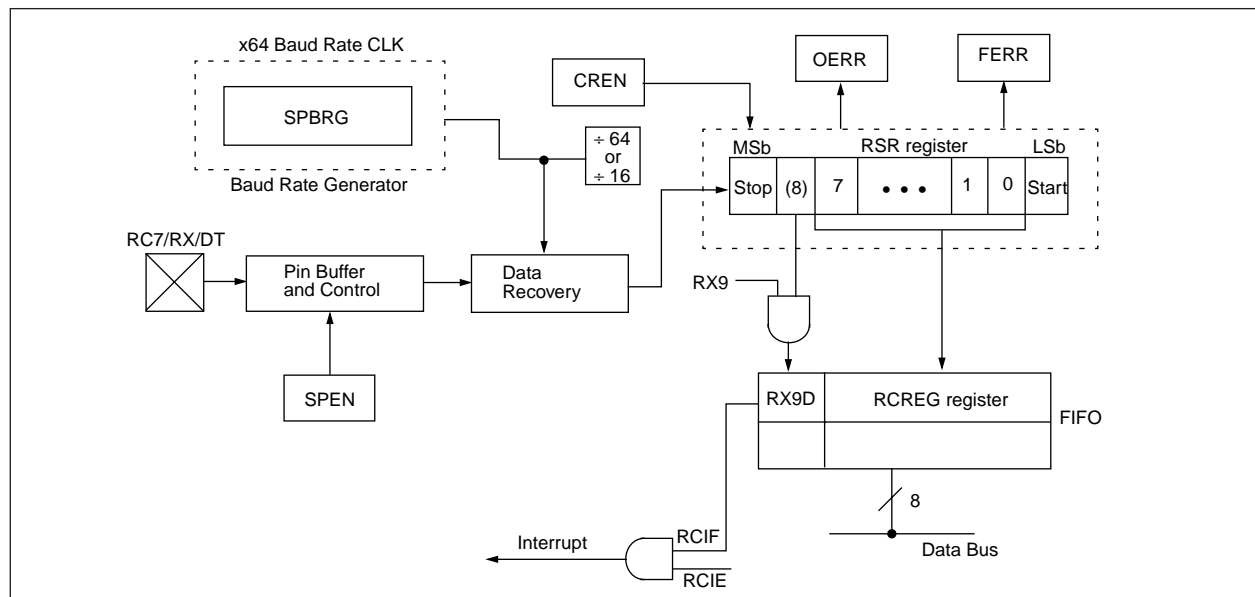 x64 Baud Rate CLK
SPBRG
Baud Rate Generator
CREN
OERR
FERR
÷ 64
or
÷ 16
MSb
RSR register
LSb
Stop
(8)
7
• • •
1
0
Start
RC7/RX/DT
Pin Buffer
and Control
Data
Recovery
RX9
SPEN
RX9D
RCREG register
FIFO
8
Data Bus
Interrupt
RCIF
RCIE